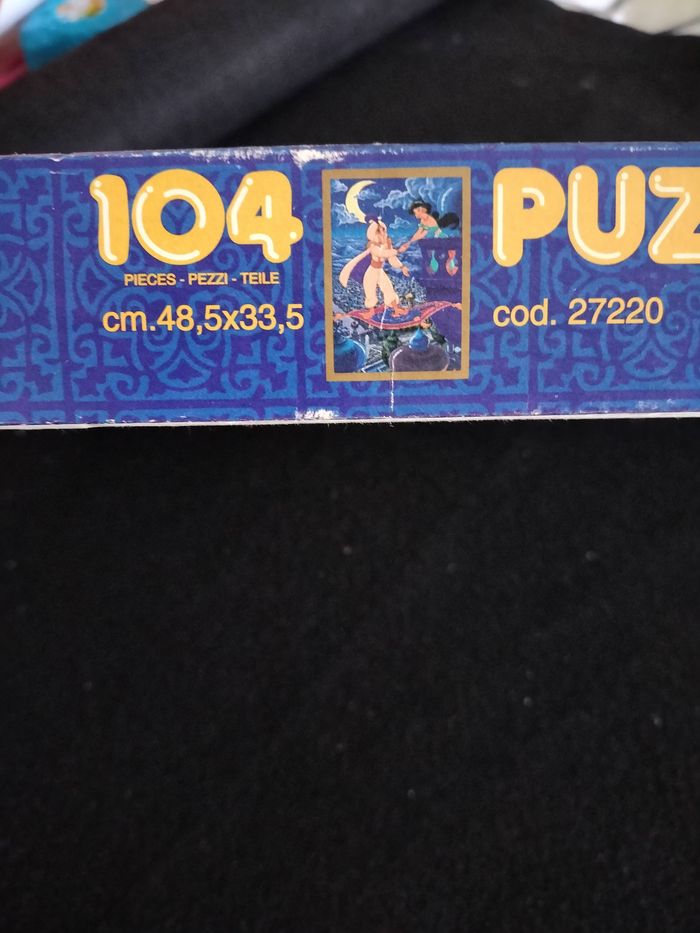 104
PIECES - PEZZI - TEILE
cm.48,5x33,5
PUZ
cod. 27220